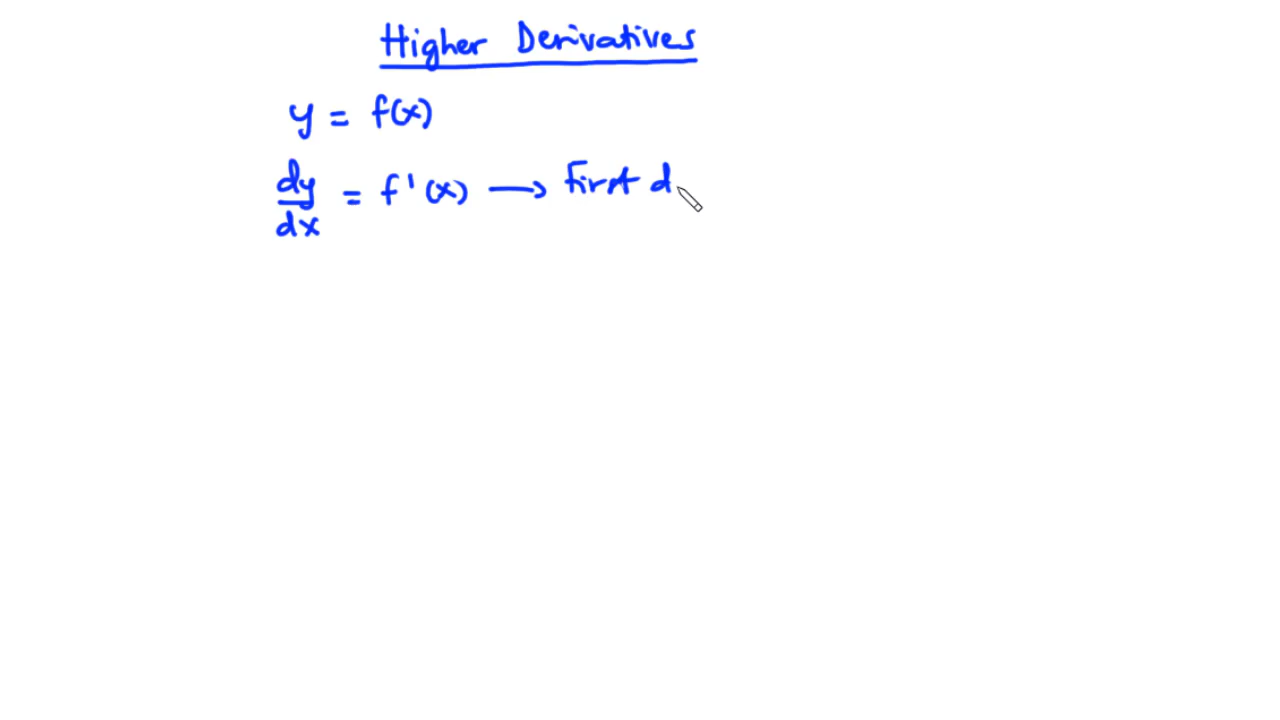 Higher Derivatives
y = f(x)
dy/dx = f'(x) → First d